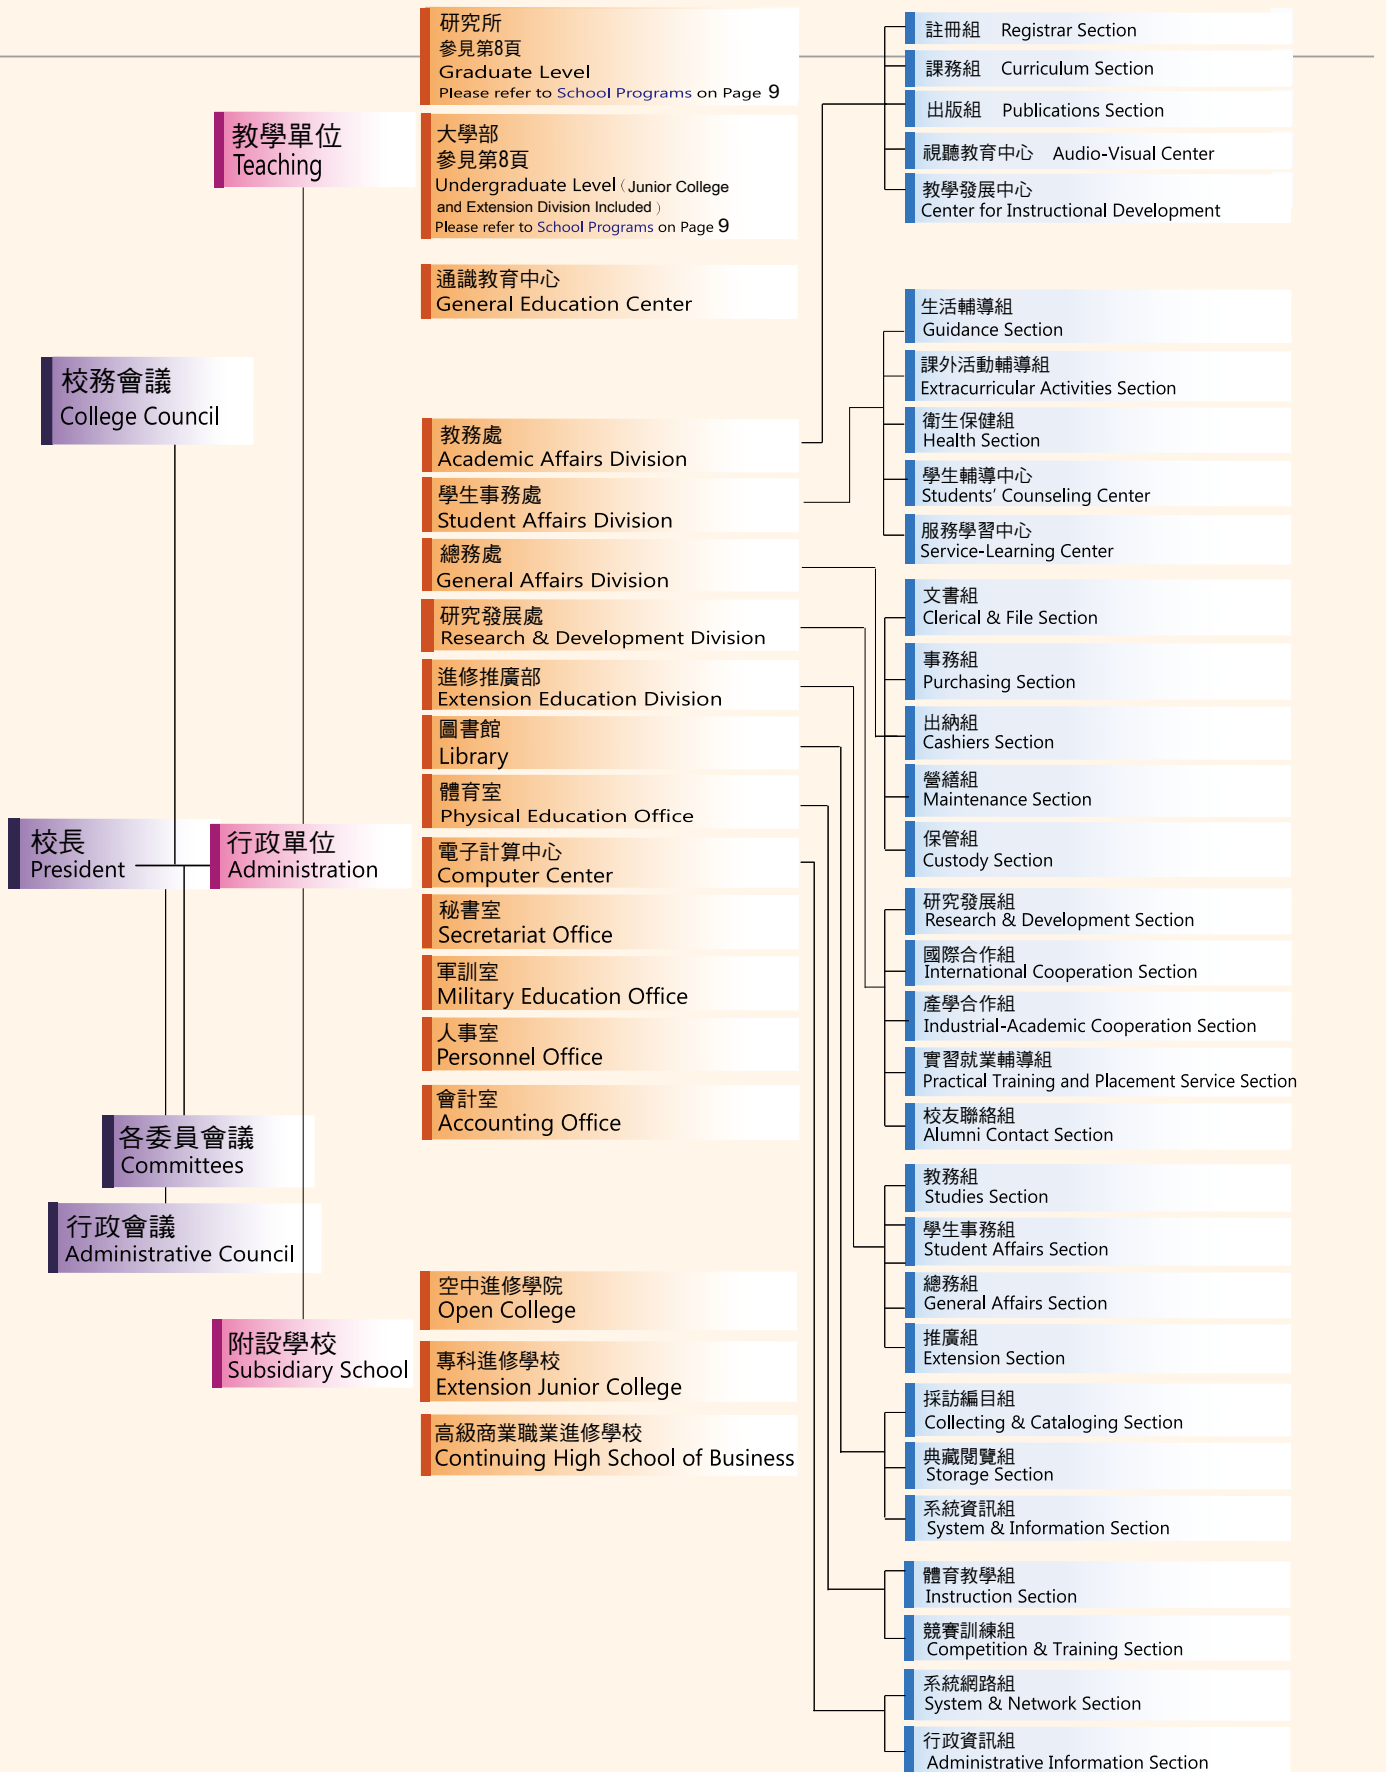 校務會議
College Council
校長
President
各委員會議
Committees
行政會議
Administrative Council
教學單位
Teaching
行政單位
Administration
附設學校
Subsidiary School
研究所
參見第8頁
Graduate Level
Please refer to School Programs on Page 9
大學部
參見第8頁
Undergraduate Level（Junior College
and Extension Division Included）
Please refer to School Programs on Page 9
通識教育中心
General Education Center
教務處
Academic Affairs Division
學生事務處
Student Affairs Division
總務處
General Affairs Division
研究發展處
Research & Development Division
進修推廣部
Extension Education Division
圖書館
Library
體育室
Physical Education Office
電子計算中心
Computer Center
秘書室
Secretariat Office
軍訓室
Military Education Office
人事室
Personnel Office
會計室
Accounting Office
空中進修學院
Open College
專科進修學校
Extension Junior College
高級商業職業進修學校
Continuing High School of Business
註冊組 Registrar Section
課務組 Curriculum Section
出版組 Publications Section
視聽教育中心 Audio-Visual Center
教學發展中心
Center for Instructional Development
生活輔導組
Guidance Section
課外活動輔導組
Extracurricular Activities Section
衛生保健組
Health Section
學生輔導中心
Students' Counseling Center
服務學習中心
Service-Learning Center
文書組
Clerical & File Section
事務組
Purchasing Section
出納組
Cashiers Section
營繕組
Maintenance Section
保管組
Custody Section
研究發展組
Research & Development Section
國際合作組
International Cooperation Section
產學合作組
Industrial-Academic Cooperation Section
實習就業輔導組
Practical Training and Placement Service Section
校友聯絡組
Alumni Contact Section
教務組
Studies Section
學生事務組
Student Affairs Section
總務組
General Affairs Section
推廣組
Extension Section
採訪編目組
Collecting & Cataloging Section
典藏閱覽組
Storage Section
系統資訊組
System & Information Section
體育教學組
Instruction Section
競賽訓練組
Competition & Training Section
系統網路組
System & Network Section
行政資訊組
Administrative Information Section